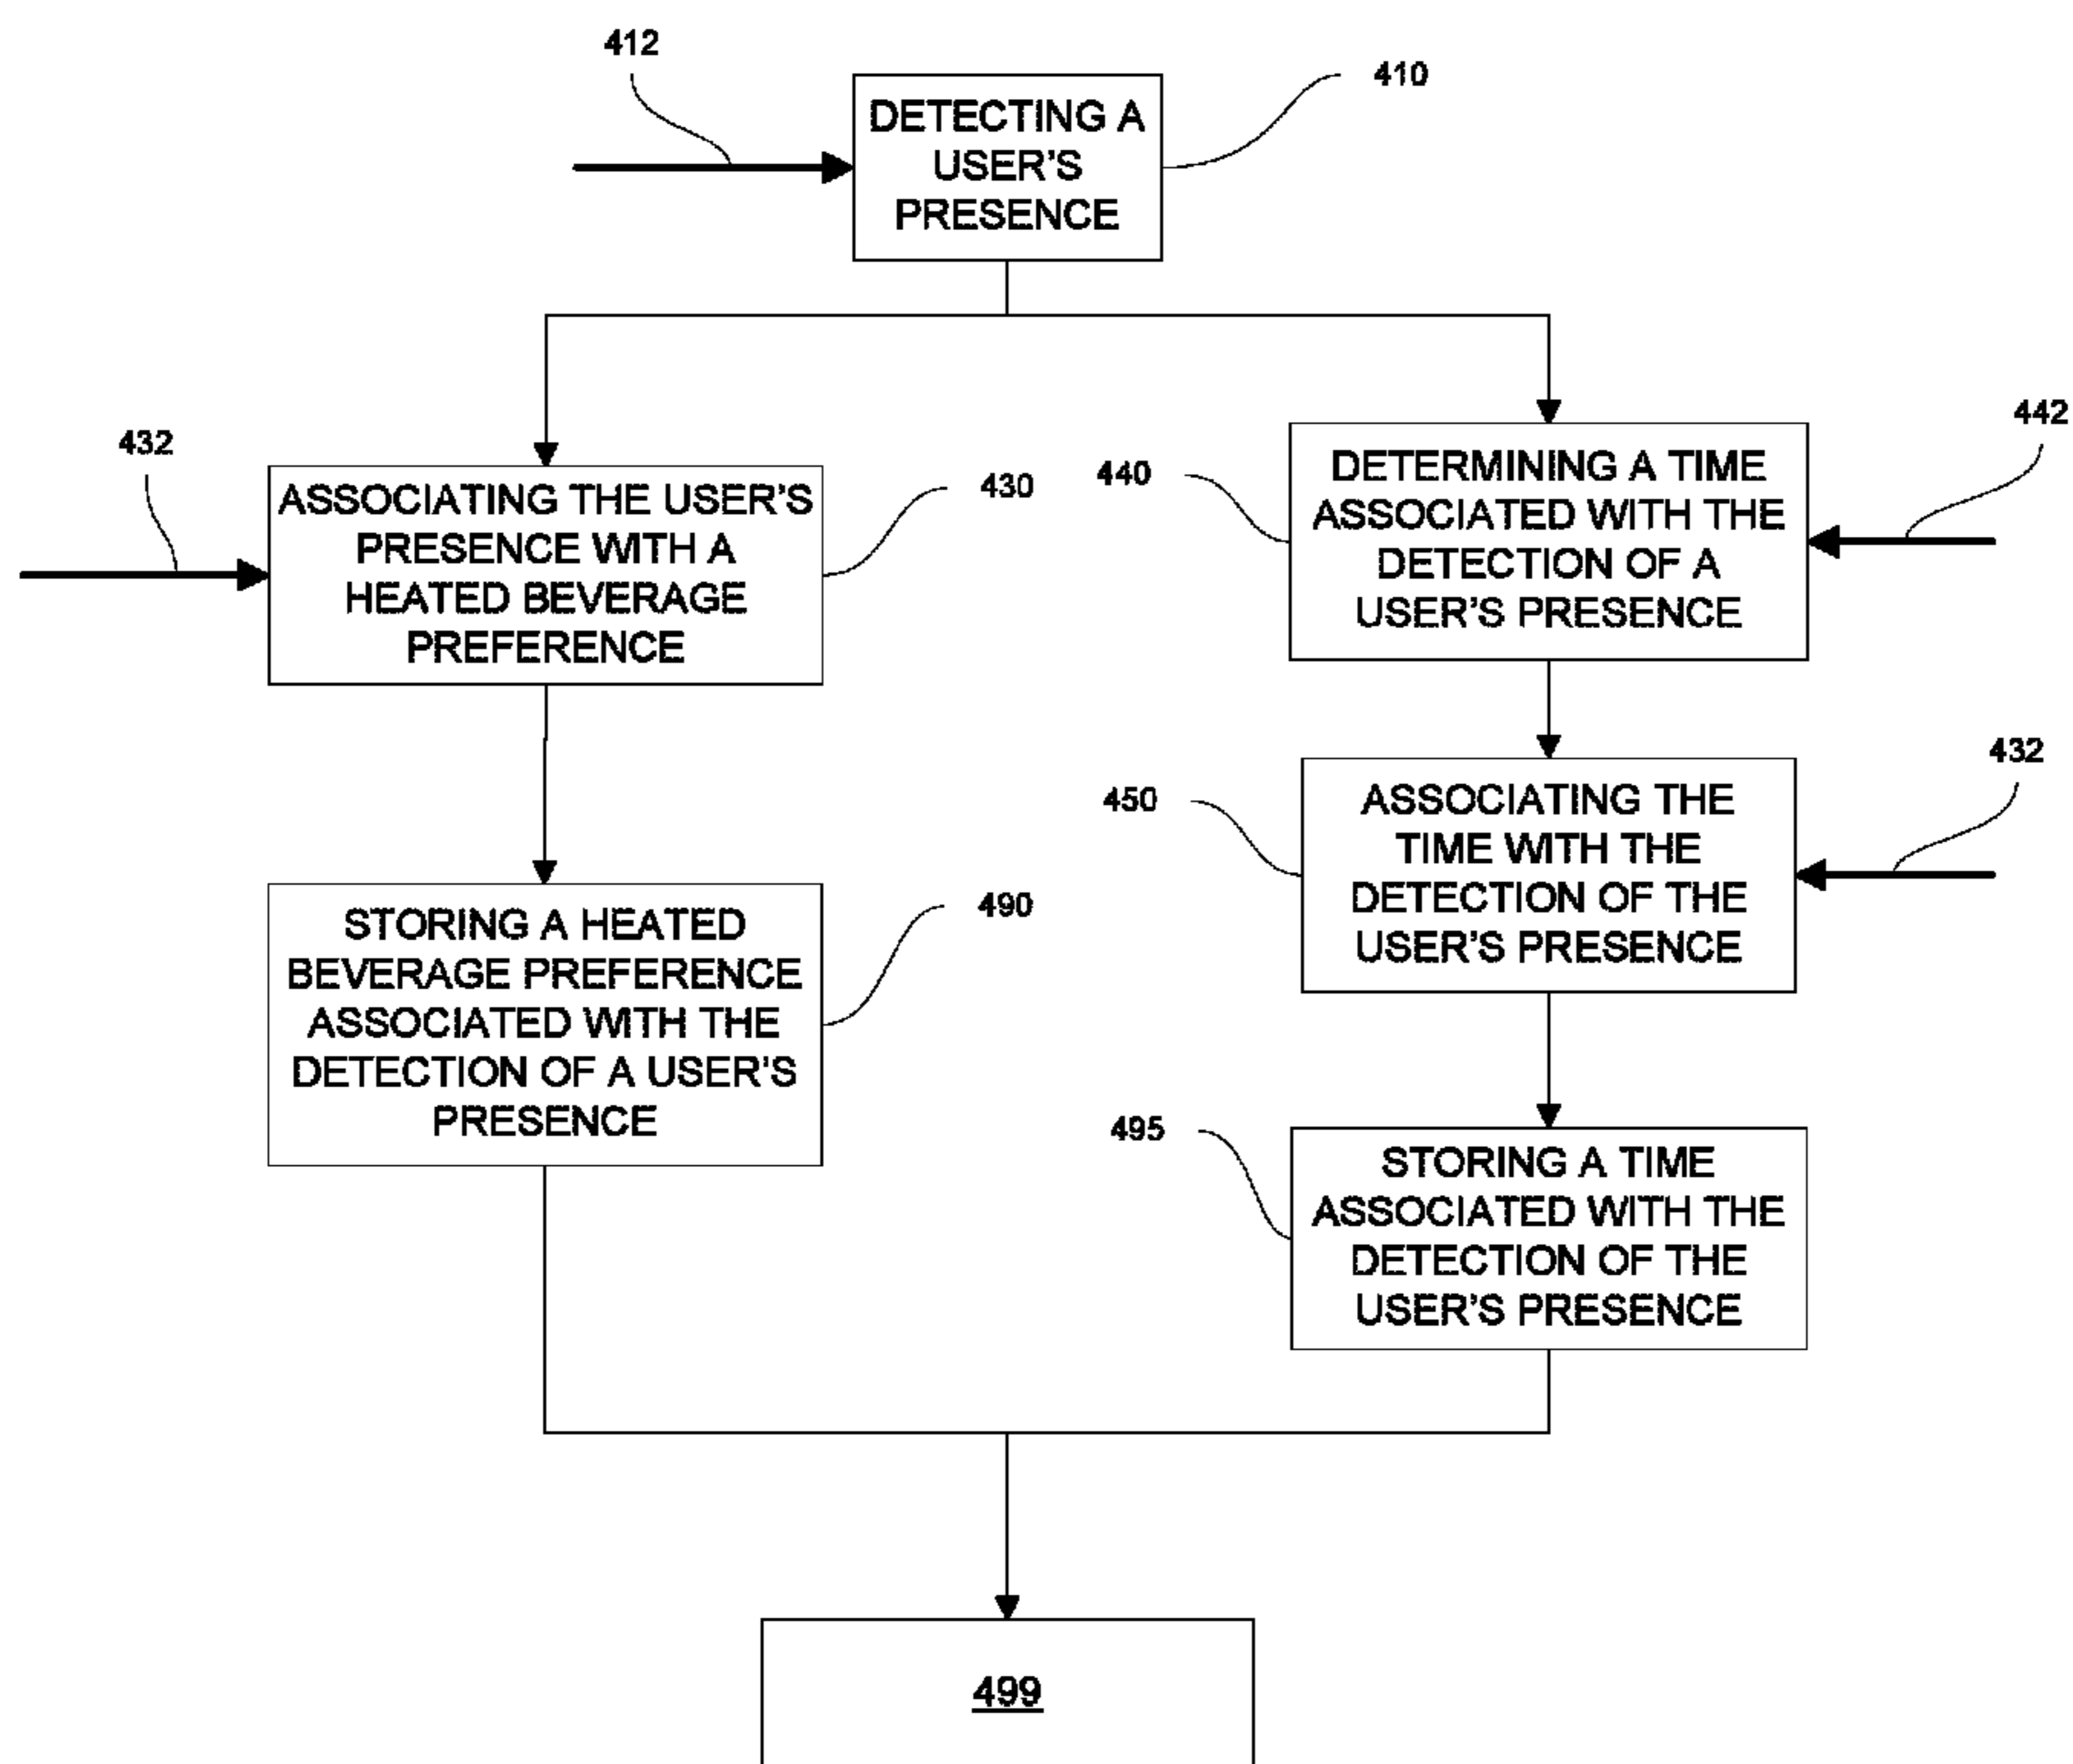 412
410
DETECTING A
USER'S
PRESENCE
432
ASSOCIATING THE USER'S
PRESENCE WITH A
HEATED BEVERAGE
PREFERENCE
430
440
DETERMINING A TIME
ASSOCIATED WITH THE
DETECTION OF A
USER'S PRESENCE
442
450
ASSOCIATING THE
TIME WITH THE
DETECTION OF THE
USER'S PRESENCE
432
STORING A HEATED
BEVERAGE PREFERENCE
ASSOCIATED WITH THE
DETECTION OF A USER'S
PRESENCE
490
495
STORING A TIME
ASSOCIATED WITH THE
DETECTION OF THE
USER'S PRESENCE
499